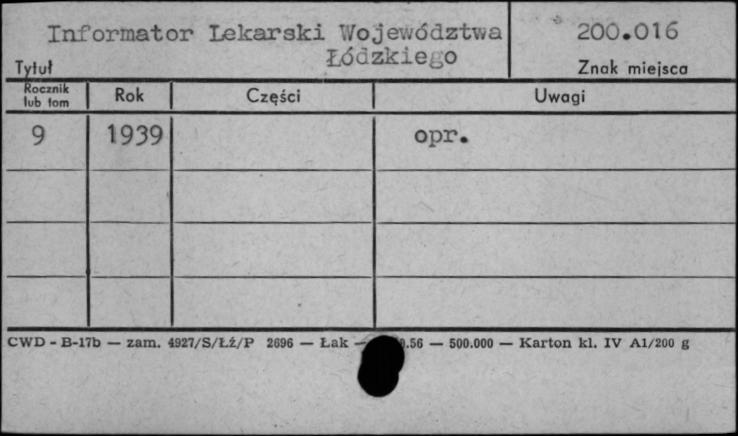 Informator Lekarski Województwa
Łódzkiego
Tytuł
200.016
Znak miejsca
Rocznik lub tom Rok Części Uwagi
9 1939 opr.
CWD - B-17b — zam. 4927/S/Łź/P 2696 — Łak — .56 — 500.000 — Karton kl. IV A1/200 g